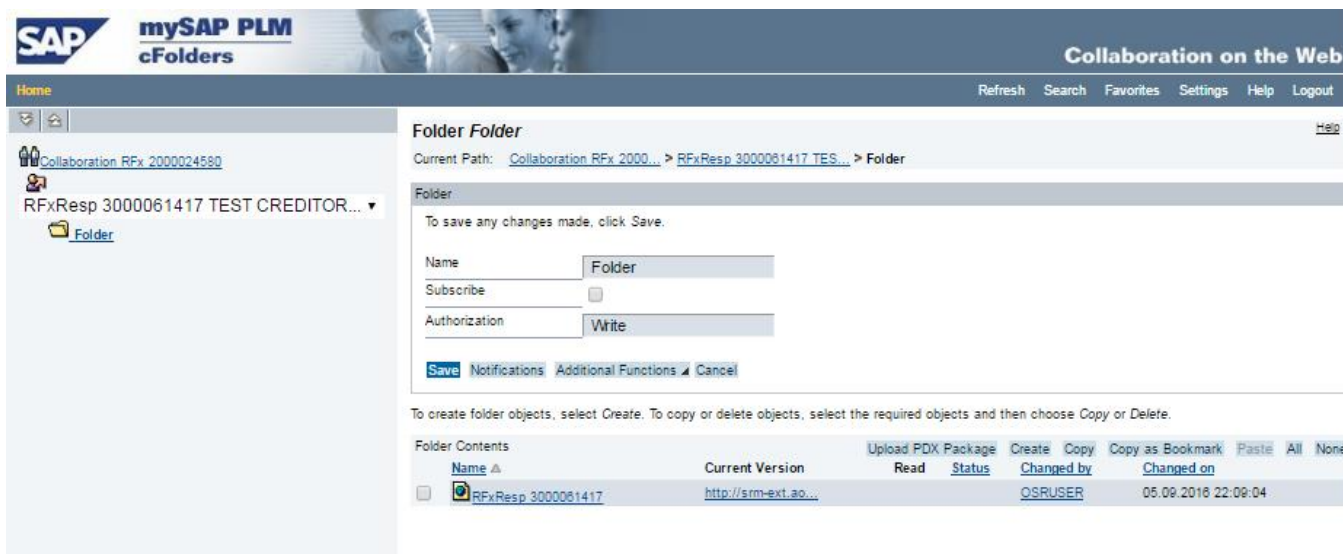 SAP
mySAP PLM
cFolders
Collaboration on the Web
Home
Refresh Search Favorites Settings Help Logout
Collaboration RFx 2000024580
RFxResp 3000061417 TEST CREDITOR... ▾
Folder
Folder Folder
Help
Current Path: Collaboration RFx 2000... > RFxResp 3000061417 TES... > Folder
Folder
To save any changes made, click Save.
Name Folder
Subscribe
Authorization Write
Save Notifications Additional Functions Cancel
To create folder objects, select Create. To copy or delete objects, select the required objects and then choose Copy or Delete.
Folder Contents Upload PDX Package Create Copy Copy as Bookmark Paste All None
Name Current Version Read Status Changed by Changed on
RFxResp 3000061417 http://srm-ext.ao... OSRUSER 05.09.2016 22:09:04